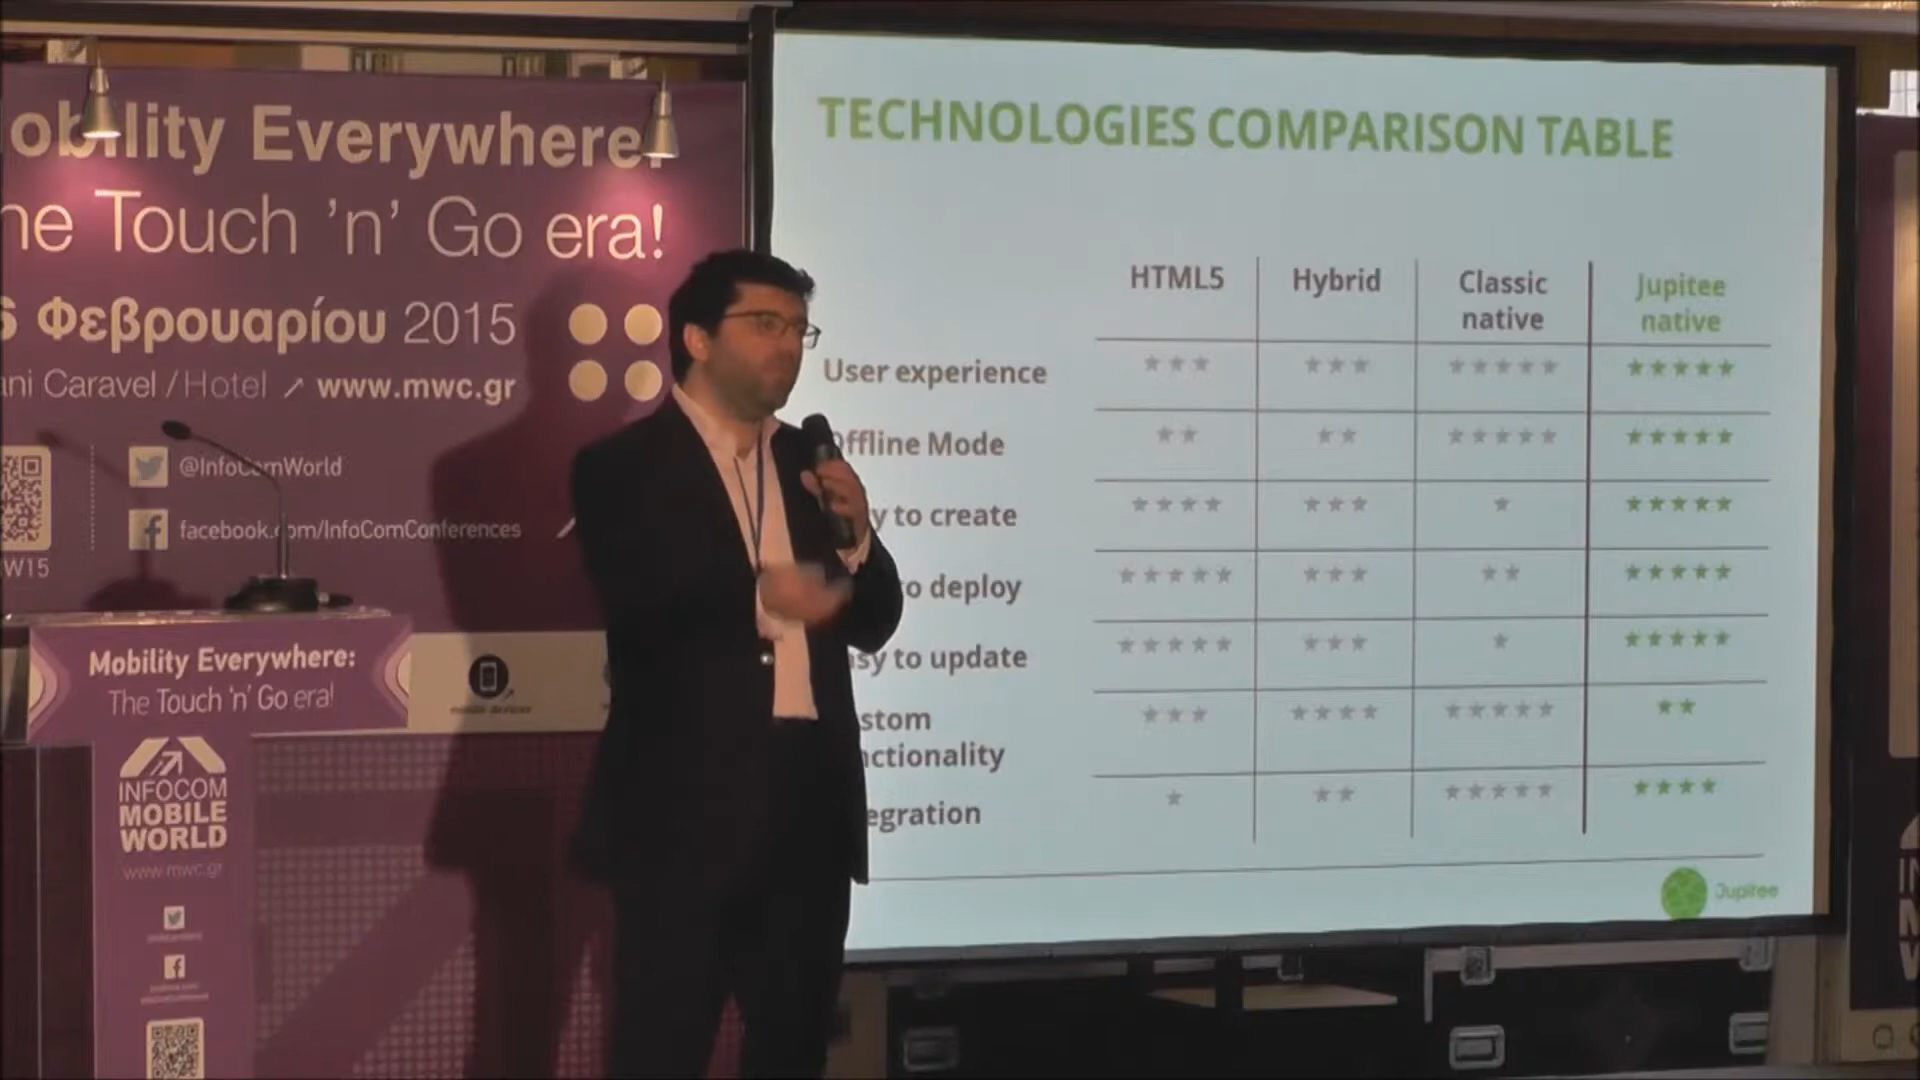 obility Everywhere:
he Touch 'n' Go era!
6 Φεβρουαρίου 2015
ani Caravel / Hotel ↗ www.mwc.gr
@InfoComWorld
facebook.com/InfoComConferences
W15
Mobility Everywhere:
The Touch 'n' Go era!
INFOCOM
MOBILE
WORLD
www.mwc.gr
TECHNOLOGIES COMPARISON TABLE
HTML5 Hybrid Classic native Jupitee native
User experience ★★★ ★★★ ★★★★★ ★★★★★
Offline Mode ★★ ★★ ★★★★★ ★★★★★
y to create ★★★★ ★★★ ★ ★★★★★
o deploy ★★★★★ ★★★ ★★ ★★★★★
sy to update ★★★★★ ★★★ ★ ★★★★★
stom
nctionality ★★★ ★★★★ ★★★★★ ★★
egration ★ ★★ ★★★★★ ★★★★
Jupitee